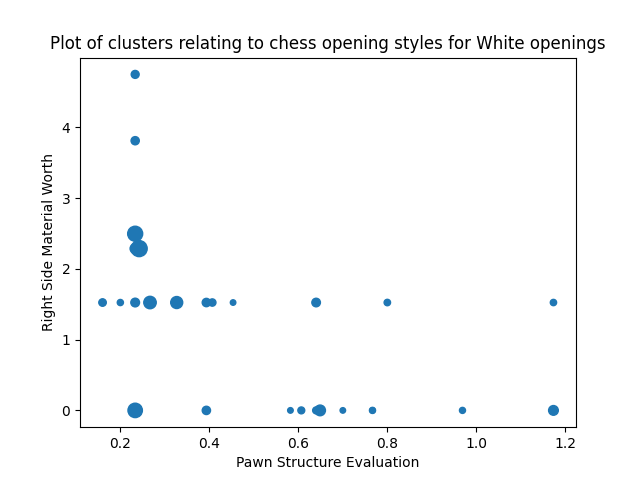 Plot of clusters relating to chess opening styles for White openings
4
3
2
1
0
Right Side Material Worth
0.2 0.4 0.6 0.8 1.0 1.2
Pawn Structure Evaluation